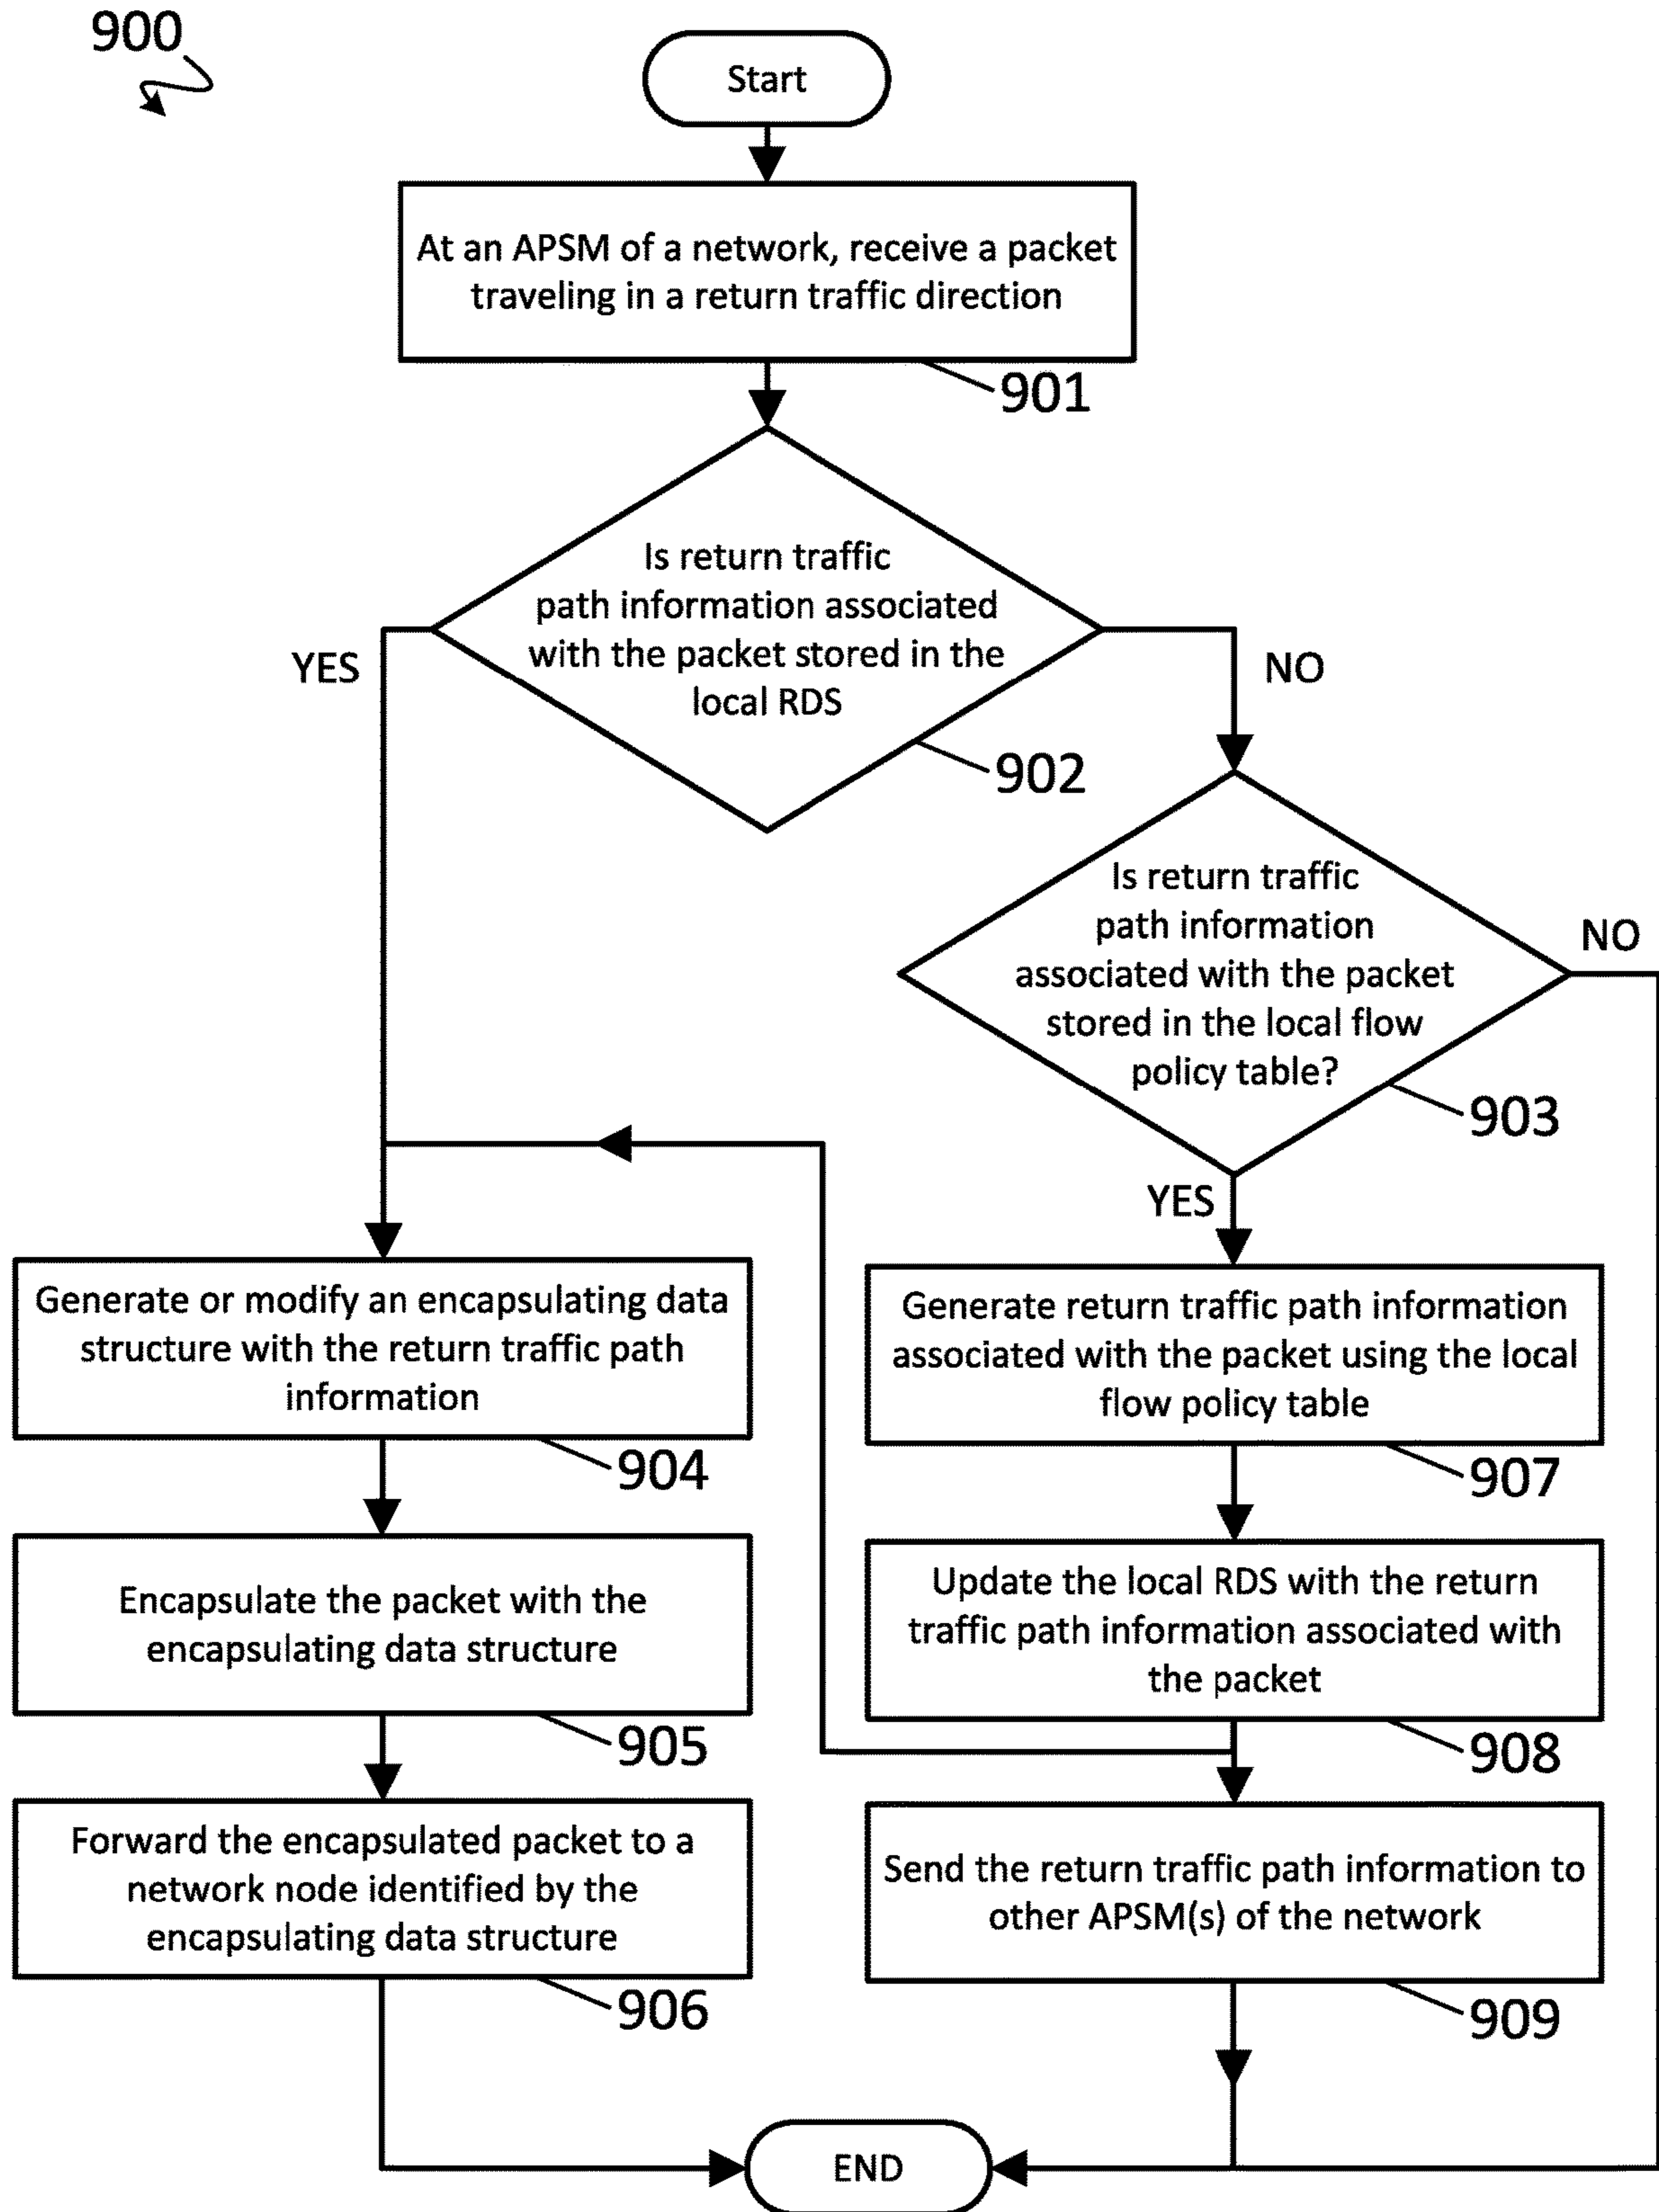 900
Start
At an APSM of a network, receive a packet
traveling in a return traffic direction
901
Is return traffic
path information associated
with the packet stored in the
local RDS
YES
NO
902
Is return traffic
path information
associated with the packet
stored in the local flow
policy table?
NO
903
YES
Generate or modify an encapsulating data
structure with the return traffic path
information
904
Generate return traffic path information
associated with the packet using the local
flow policy table
907
Encapsulate the packet with the
encapsulating data structure
905
Update the local RDS with the return
traffic path information associated with
the packet
908
Forward the encapsulated packet to a
network node identified by the
encapsulating data structure
906
Send the return traffic path information to
other APSM(s) of the network
909
END